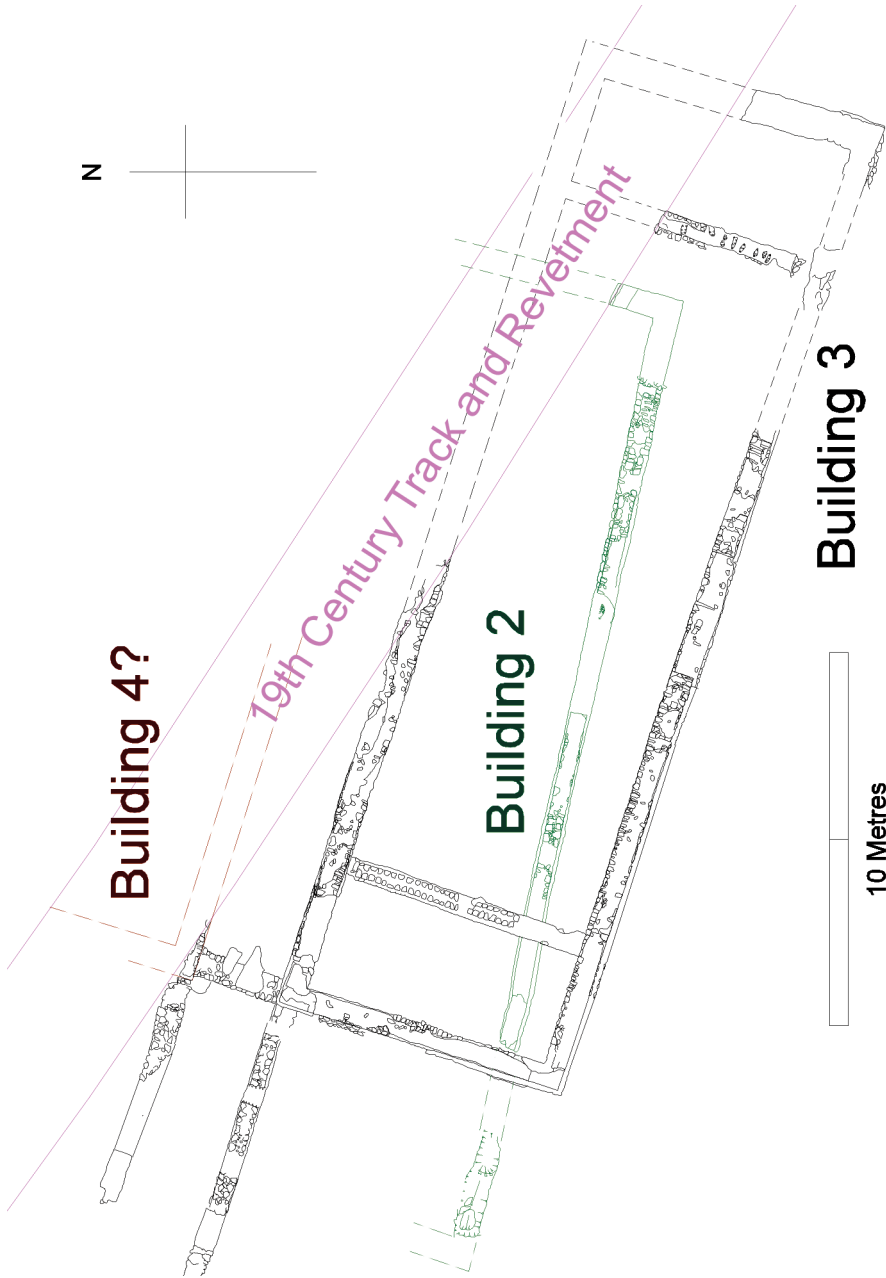 N
Building 4?
19th Century Track and Revetment
Building 2
Building 3
10 Metres